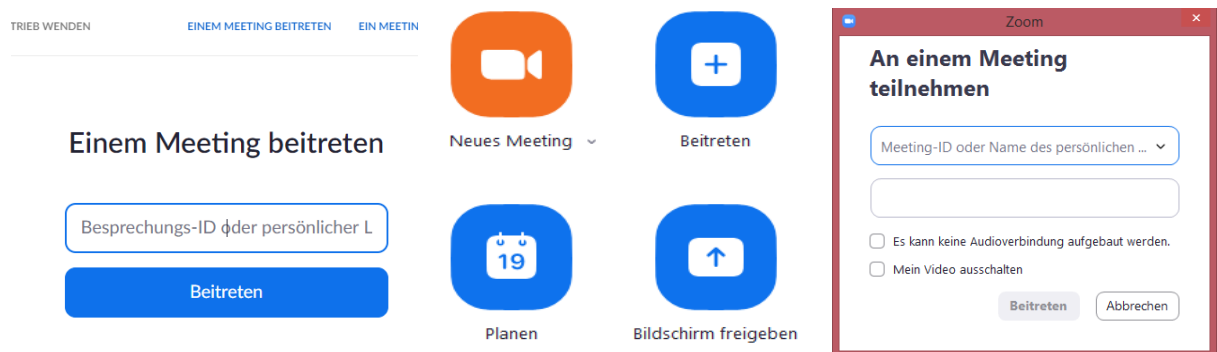 TRIEB WENDEN
EINEM MEETING BEITRETEN
EIN MEETIN
Einem Meeting beitreten
Besprechungs-ID oder persönlicher L
Beitreten
Neues Meeting
Beitreten
19
Planen
Bildschirm freigeben
Zoom
An einem Meeting
teilnehmen
Meeting-ID oder Name des persönlichen ...
Es kann keine Audioverbindung aufgebaut werden.
Mein Video ausschalten
Beitreten
Abbrechen